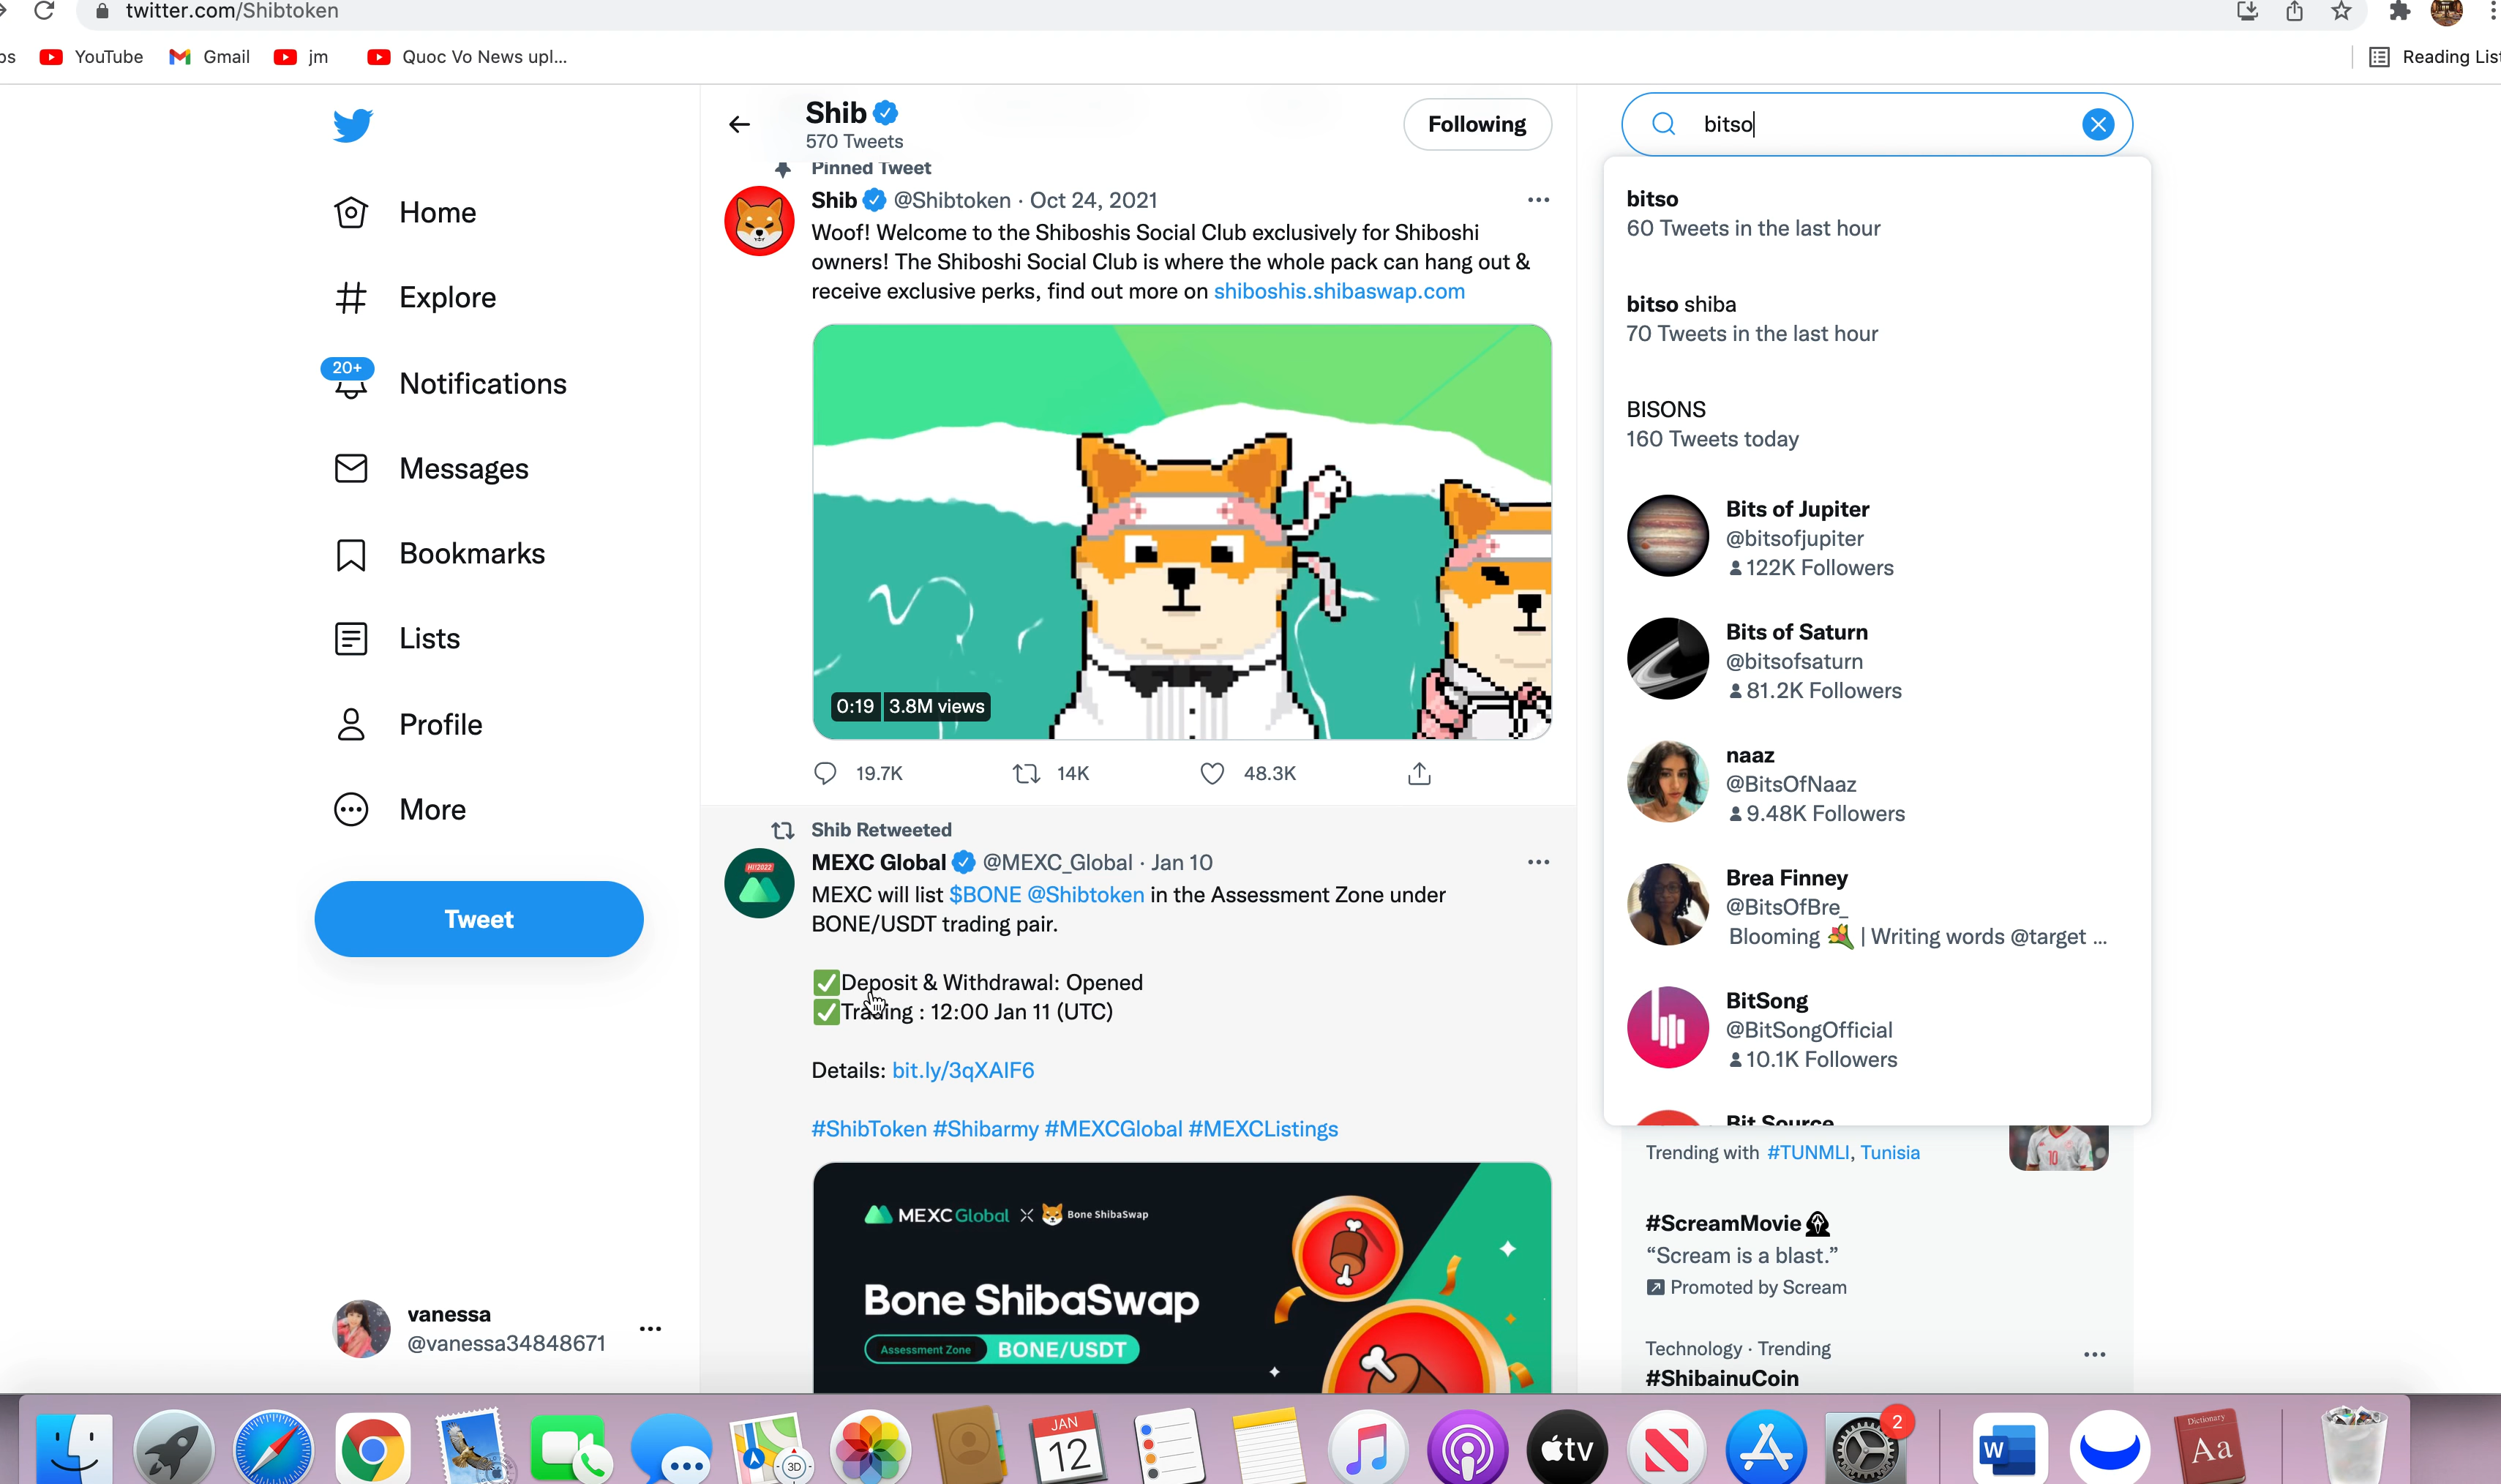 twitter.com/Shibtoken
ps
YouTube
Gmail
jm
Quoc Vo News upl...
Reading List
Home
Explore
20+
Notifications
Messages
Bookmarks
Lists
Profile
More
Tweet
vanessa
@vanessa34848671
Shib
570 Tweets
Following
Pinned Tweet
Shib @Shibtoken · Oct 24, 2021
Woof! Welcome to the Shiboshis Social Club exclusively for Shiboshi
owners! The Shiboshi Social Club is where the whole pack can hang out &
receive exclusive perks, find out more on shiboshis.shibaswap.com
0:19 3.8M views
19.7K 14K 48.3K
Shib Retweeted
MEXC Global @MEXC_Global · Jan 10
MEXC will list $BONE @Shibtoken in the Assessment Zone under
BONE/USDT trading pair.
✅Deposit & Withdrawal: Opened
✅Trading : 12:00 Jan 11 (UTC)
Details: bit.ly/3qXAIF6
#ShibToken #Shibarmy #MEXCGlobal #MEXCListings
MEXC Global X Bone ShibaSwap
Bone ShibaSwap
Assessment Zone BONE/USDT
bitso
bitso
60 Tweets in the last hour
bitso shiba
70 Tweets in the last hour
BISONS
160 Tweets today
Bits of Jupiter
@bitsofjupiter
122K Followers
Bits of Saturn
@bitsofsaturn
81.2K Followers
naaz
@BitsOfNaaz
9.48K Followers
Brea Finney
@BitsOfBre_
Blooming 💐 | Writing words @target ...
BitSong
@BitSongOfficial
10.1K Followers
Bit Source
Trending with #TUNMLI, Tunisia
10
#ScreamMovie
“Scream is a blast.”
Promoted by Scream
Technology · Trending
#ShibainuCoin
3D
JAN
12
tv
2
W
Dictionary
Aa